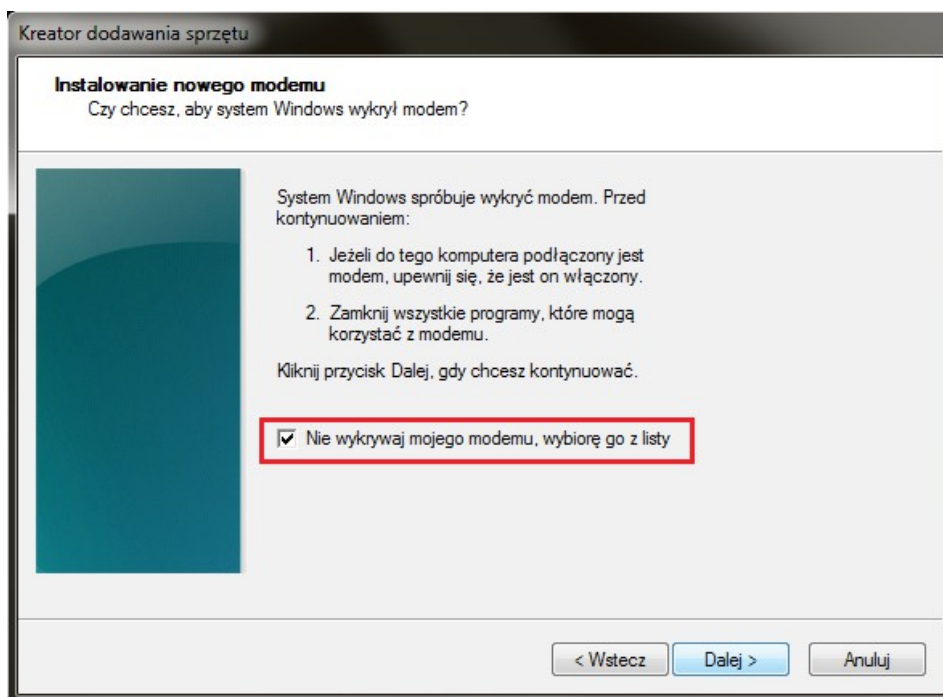 Kreator dodawania sprzętu
Instalowanie nowego modemu
Czy chcesz, aby system Windows wykrył modem?
System Windows spróbuje wykryć modem. Przed
kontynuowaniem:
1. Jeżeli do tego komputera podłączony jest
modem, upewnij się, że jest on włączony.
2. Zamknij wszystkie programy, które mogą
korzystać z modemu.
Kliknij przycisk Dalej, gdy chcesz kontynuować.
Nie wykrywaj mojego modemu, wybiorę go z listy
< Wstecz Dalej > Anuluj